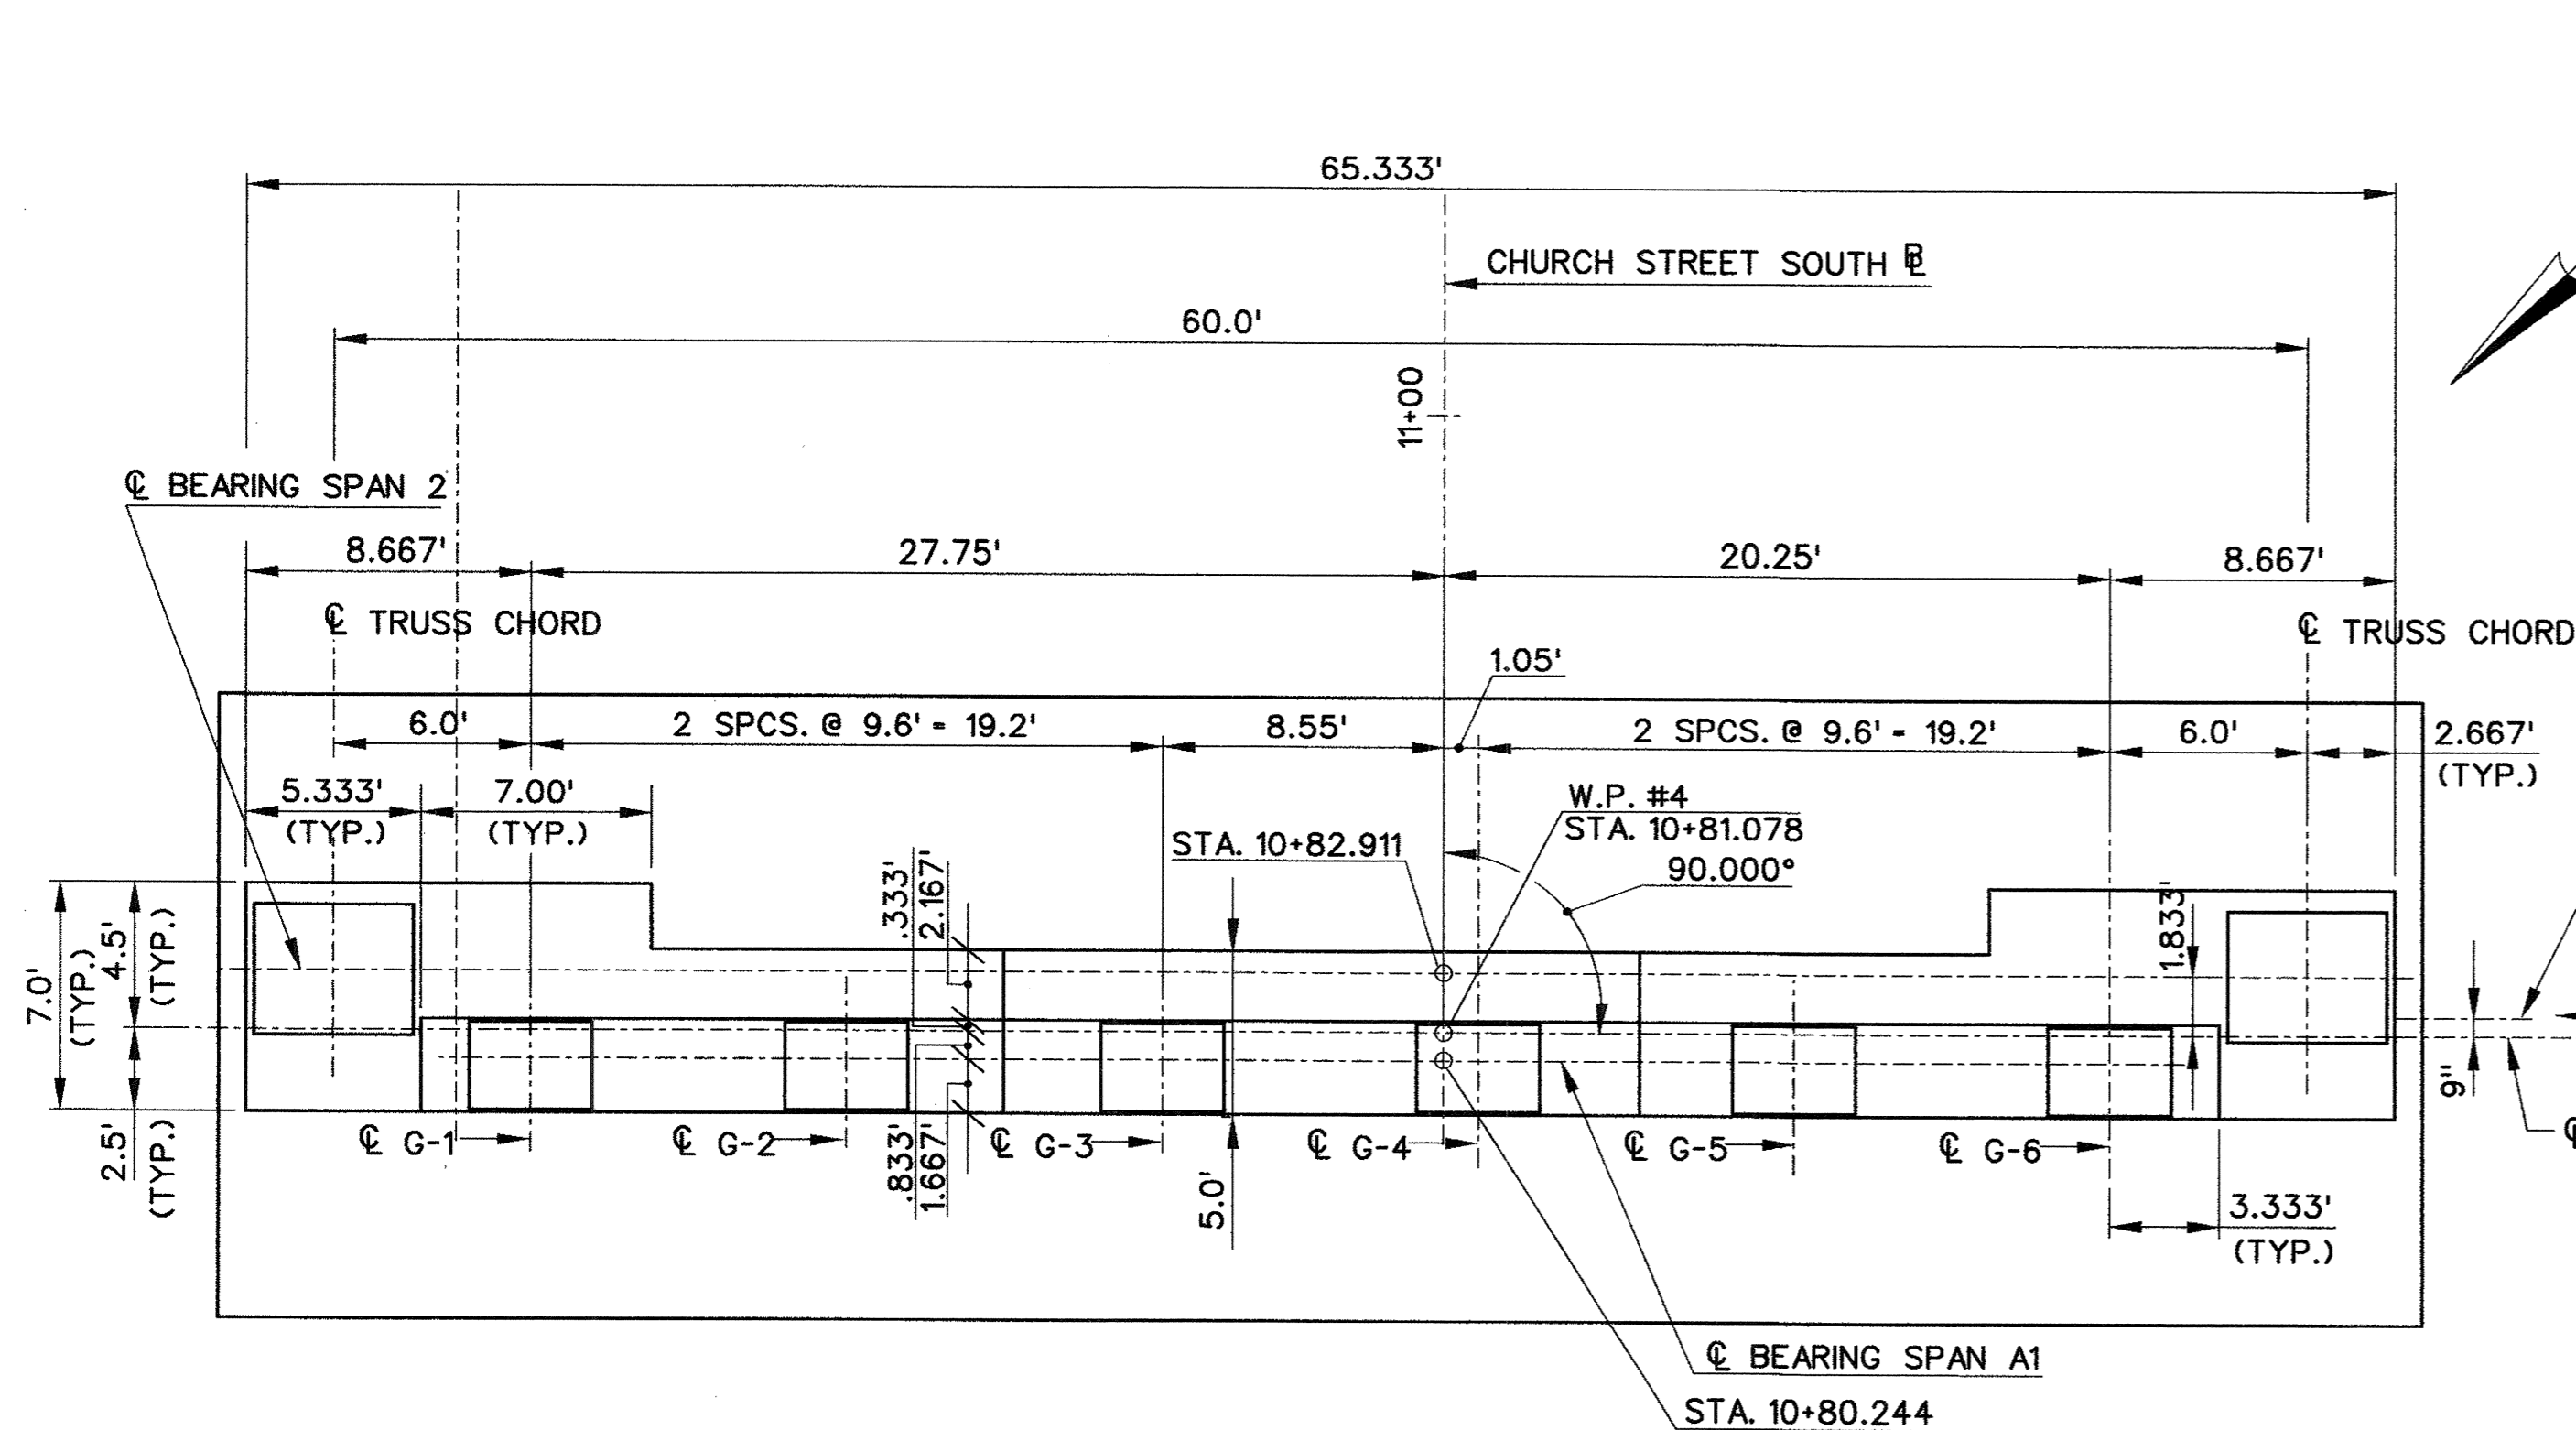 65.333'
CHURCH STREET SOUTH ⅊
60.0'
11+00
℄ BEARING SPAN 2
8.667'
27.75'
20.25'
8.667'
℄ TRUSS CHORD
℄ TRUSS CHORD
1.05'
6.0'
2 SPCS. @ 9.6' = 19.2'
8.55'
2 SPCS. @ 9.6' = 19.2'
6.0'
2.667'
(TYP.)
5.333'
(TYP.)
7.00'
(TYP.)
W.P. #4
STA. 10+81.078
STA. 10+82.911
90.000°
.333'
2.167'
1.833'
7.0'
(TYP.)
4.5'
(TYP.)
2.5'
(TYP.)
9"
℄ G-1
℄ G-2
.833'
1.667'
℄ G-3
5.0'
℄ G-4
℄ G-5
℄ G-6
3.333'
(TYP.)
℄ BEARING SPAN A1
STA. 10+80.244